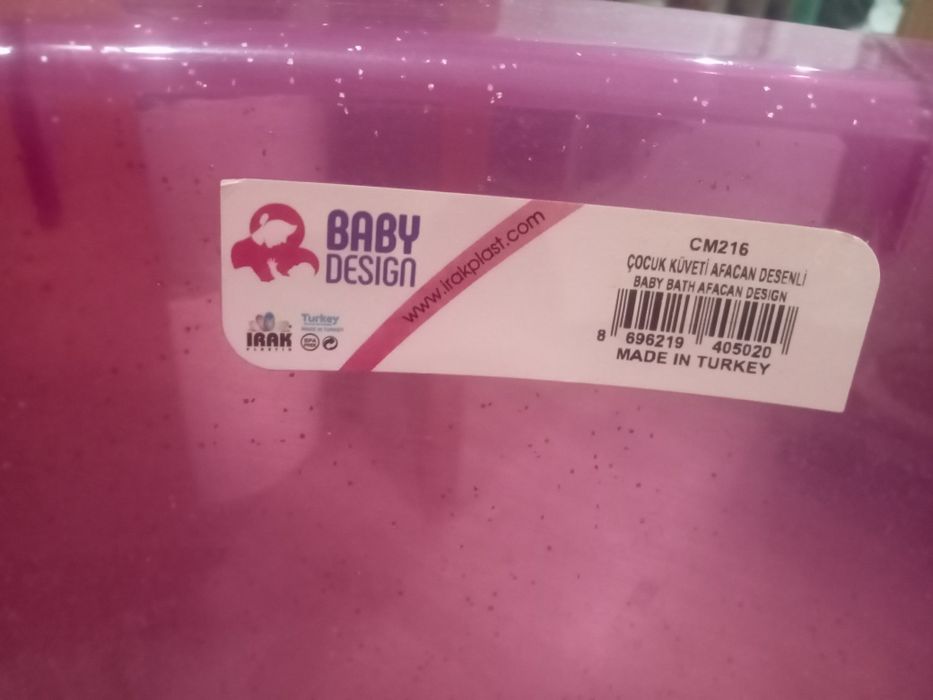 BABY
DESIGN
www.irakplast.com
IRAK
PLASTIK
Turkey
CM216
ÇOCUK KÜVETİ AFACAN DESENLİ
BABY BATH AFACAN DESIGN
8 696219 405020
MADE IN TURKEY